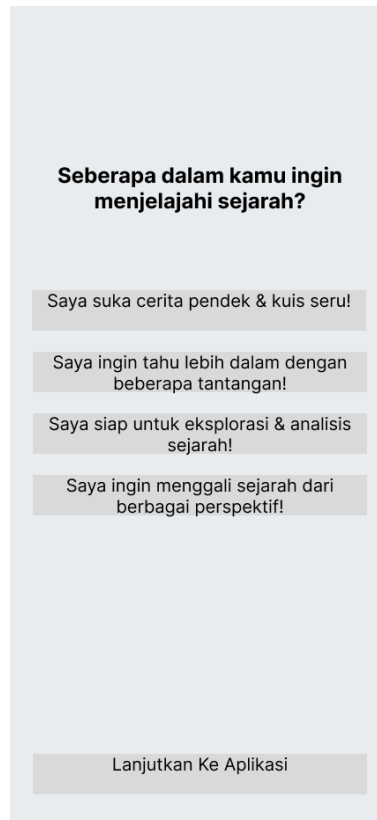 Seberapa dalam kamu ingin
menjelajahi sejarah?
Saya suka cerita pendek & kuis seru!
Saya ingin tahu lebih dalam dengan
beberapa tantangan!
Saya siap untuk eksplorasi & analisis
sejarah!
Saya ingin menggali sejarah dari
berbagai perspektif!
Lanjutkan Ke Aplikasi